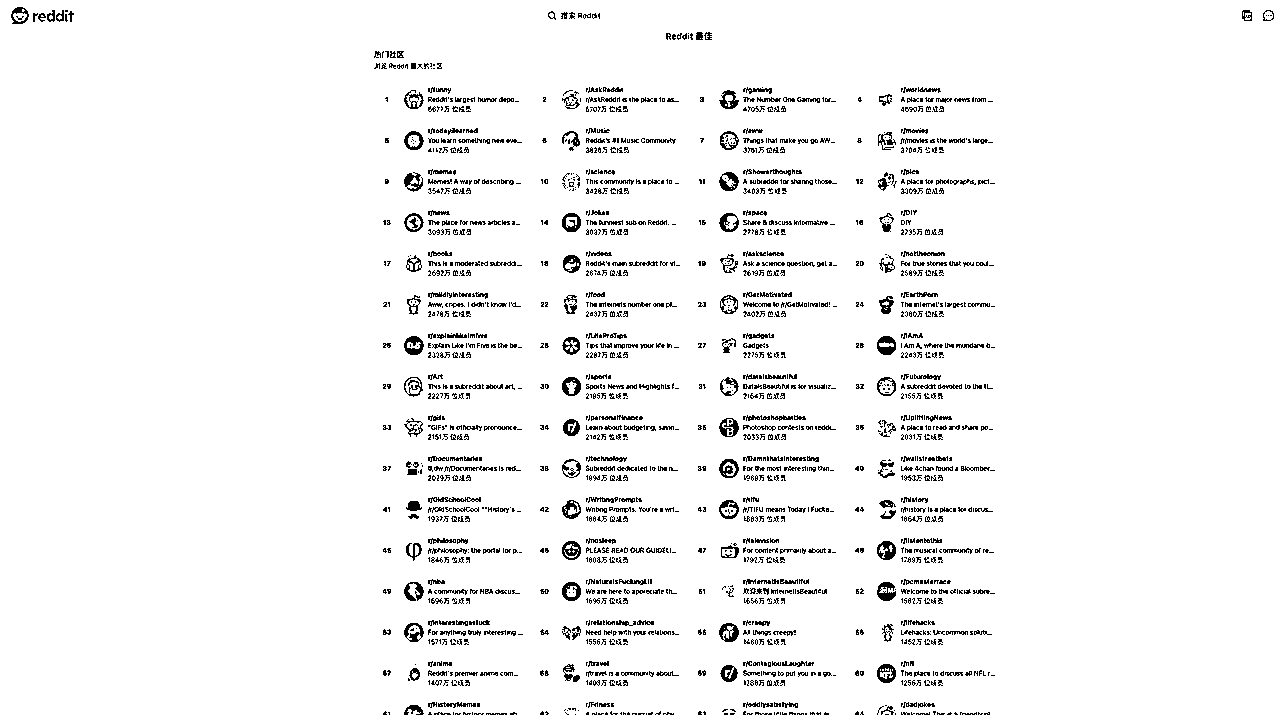 reddit
搜索 Reddit
Reddit 最佳
热门社区
浏览 Reddit 最大的社区
1
r/funny
Reddit's largest humor depo...
6677万 位成员
2
r/AskReddit
r/AskReddit is the place to as...
5707万 位成员
3
r/gaming
The Number One Gaming for...
4705万 位成员
4
r/worldnews
A place for major news from ...
4690万 位成员
5
r/todayilearned
You learn something new eve...
4112万 位成员
6
r/Music
Reddit's #1 Music Community
3826万 位成员
7
r/aww
Things that make you go AW...
3761万 位成员
8
r/movies
/r/movies is the world's large...
3704万 位成员
9
r/memes
Memes! A way of describing ...
3547万 位成员
10
r/science
This community is a place to ...
3428万 位成员
11
r/Showerthoughts
A subreddit for sharing those...
3403万 位成员
12
r/pics
A place for photographs, pict...
3309万 位成员
13
r/news
The place for news articles a...
3093万 位成员
14
r/Jokes
The funniest sub on Reddit. ...
3037万 位成员
15
r/space
Share & discuss informative ...
2778万 位成员
16
r/DIY
DIY
2735万 位成员
17
r/books
This is a moderated subreddi...
2692万 位成员
18
r/videos
Reddit's main subreddit for vi...
2674万 位成员
19
r/askscience
Ask a science question, get a...
2619万 位成员
20
r/nottheonion
For true stories that you coul...
2589万 位成员
21
r/mildlyinteresting
Aww, cripes. I didn't know I'd...
2478万 位成员
22
r/food
The internets number one pl...
2437万 位成员
23
r/GetMotivated
Welcome to /r/GetMotivated! ...
2402万 位成员
24
r/EarthPorn
The internet's largest commu...
2380万 位成员
25
r/explainlikeimfive
Explain Like I'm Five is the be...
2328万 位成员
26
r/LifeProTips
Tips that improve your life in ...
2287万 位成员
27
r/gadgets
Gadgets
2275万 位成员
28
r/IAmA
I Am A, where the mundane b...
2243万 位成员
29
r/Art
This is a subreddit about art, ...
2227万 位成员
30
r/sports
Sports News and Highlights f...
2195万 位成员
31
r/dataisbeautiful
DataIsBeautiful is for visualiz...
2164万 位成员
32
r/Futurology
A subreddit devoted to the fi...
2155万 位成员
33
r/gifs
"GIFs" is officially pronounce...
2151万 位成员
34
r/personalfinance
Learn about budgeting, savin...
2142万 位成员
35
r/photoshopbattles
Photoshop contests on reddi...
2033万 位成员
36
r/UpliftingNews
A place to read and share po...
2031万 位成员
37
r/Documentaries
tl;dw /r/Documentaries is red...
2029万 位成员
38
r/technology
Subreddit dedicated to the n...
1994万 位成员
39
r/Damnthatsinteresting
For the most interesting thin...
1968万 位成员
40
r/wallstreetbets
Like 4chan found a Bloomber...
1953万 位成员
41
r/OldSchoolCool
/r/OldSchoolCool **History's ...
1937万 位成员
42
r/WritingPrompts
Writing Prompts. You're a wri...
1884万 位成员
43
r/tifu
/r/TIFU means Today I Fucke...
1883万 位成员
44
r/history
r/history is a place for discus...
1864万 位成员
45
r/philosophy
/r/philosophy: the portal for p...
1846万 位成员
46
r/nosleep
PLEASE READ OUR GUIDELI...
1808万 位成员
47
r/television
For content primarily about a...
1792万 位成员
48
r/listentothis
The musical community of re...
1789万 位成员
49
r/nba
A community for NBA discus...
1696万 位成员
50
r/NatureIsFuckingLit
We are here to appreciate th...
1695万 位成员
51
r/InternetIsBeautiful
欢迎来到 InternetIsBeautiful
1656万 位成员
52
r/pcmasterrace
Welcome to the official subre...
1582万 位成员
53
r/interestingasfuck
For anything truly interesting ...
1571万 位成员
54
r/relationship_advice
Need help with your relations...
1556万 位成员
55
r/creepy
All things creepy!
1460万 位成员
56
r/lifehacks
Lifehacks: Uncommon soluti...
1452万 位成员
57
r/anime
Reddit's premier anime com...
1407万 位成员
58
r/travel
r/travel is a community about...
1403万 位成员
59
r/ContagiousLaughter
Something to put you in a go...
1288万 位成员
60
r/nfl
The place to discuss all NFL r...
1256万 位成员
61
r/HistoryMemes
A place for history memes ab...
62
r/Fitness
A place for the pursuit of phy...
63
r/oddlysatisfying
For those little things that ar...
64
r/dadjokes